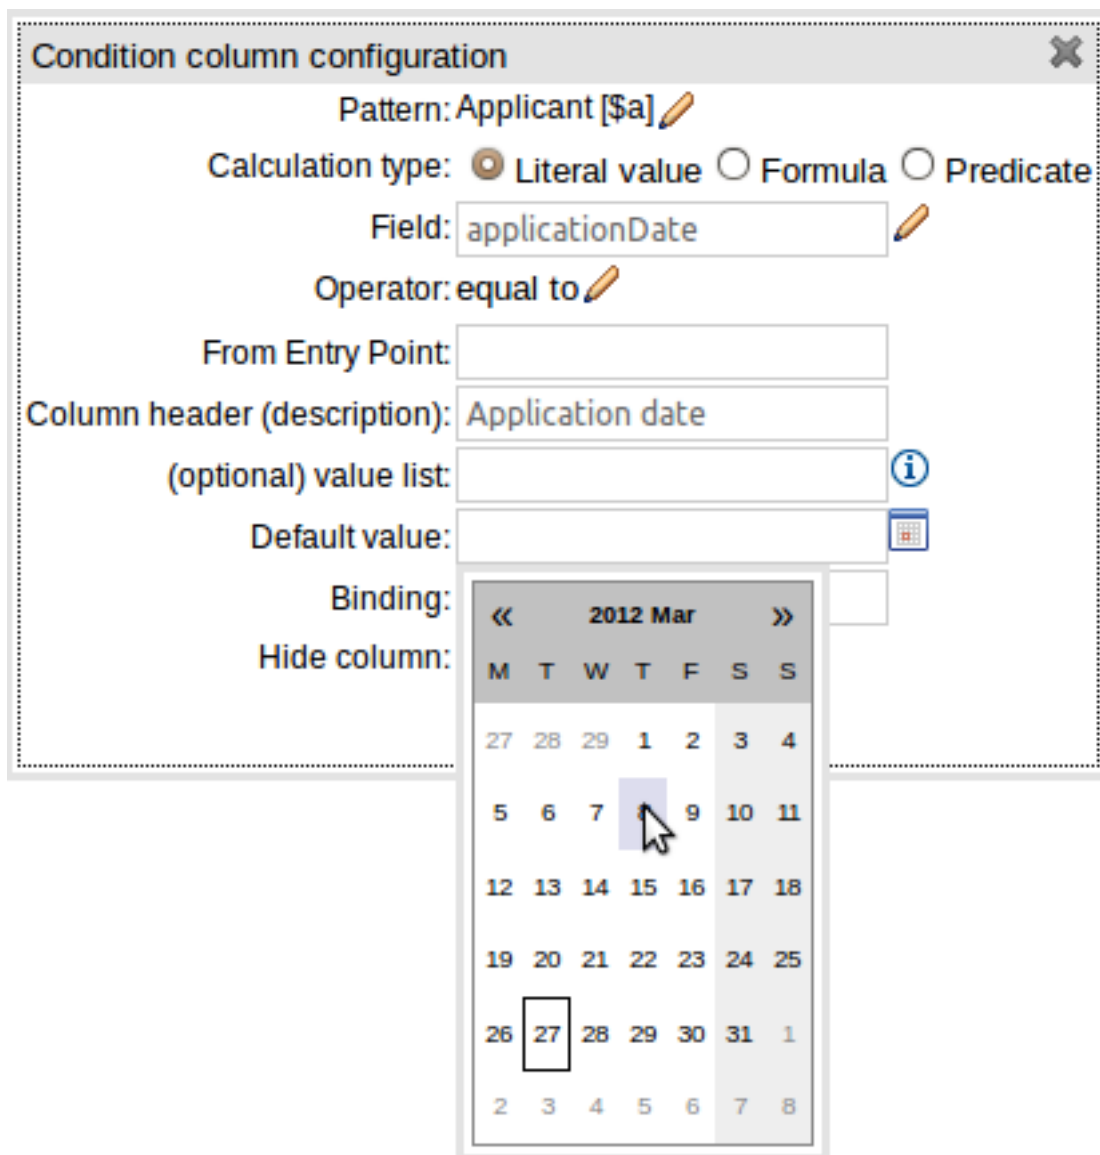 Condition column configuration
Pattern: Applicant [$a]
Calculation type: Literal value Formula Predicate
Field: applicationDate
Operator: equal to
From Entry Point:
Column header (description): Application date
(optional) value list:
Default value:
Binding:
Hide column:
« 2012 Mar »
M T W T F S S
27 28 29 1 2 3 4
5 6 7 8 9 10 11
12 13 14 15 16 17 18
19 20 21 22 23 24 25
26 27 28 29 30 31 1
2 3 4 5 6 7 8